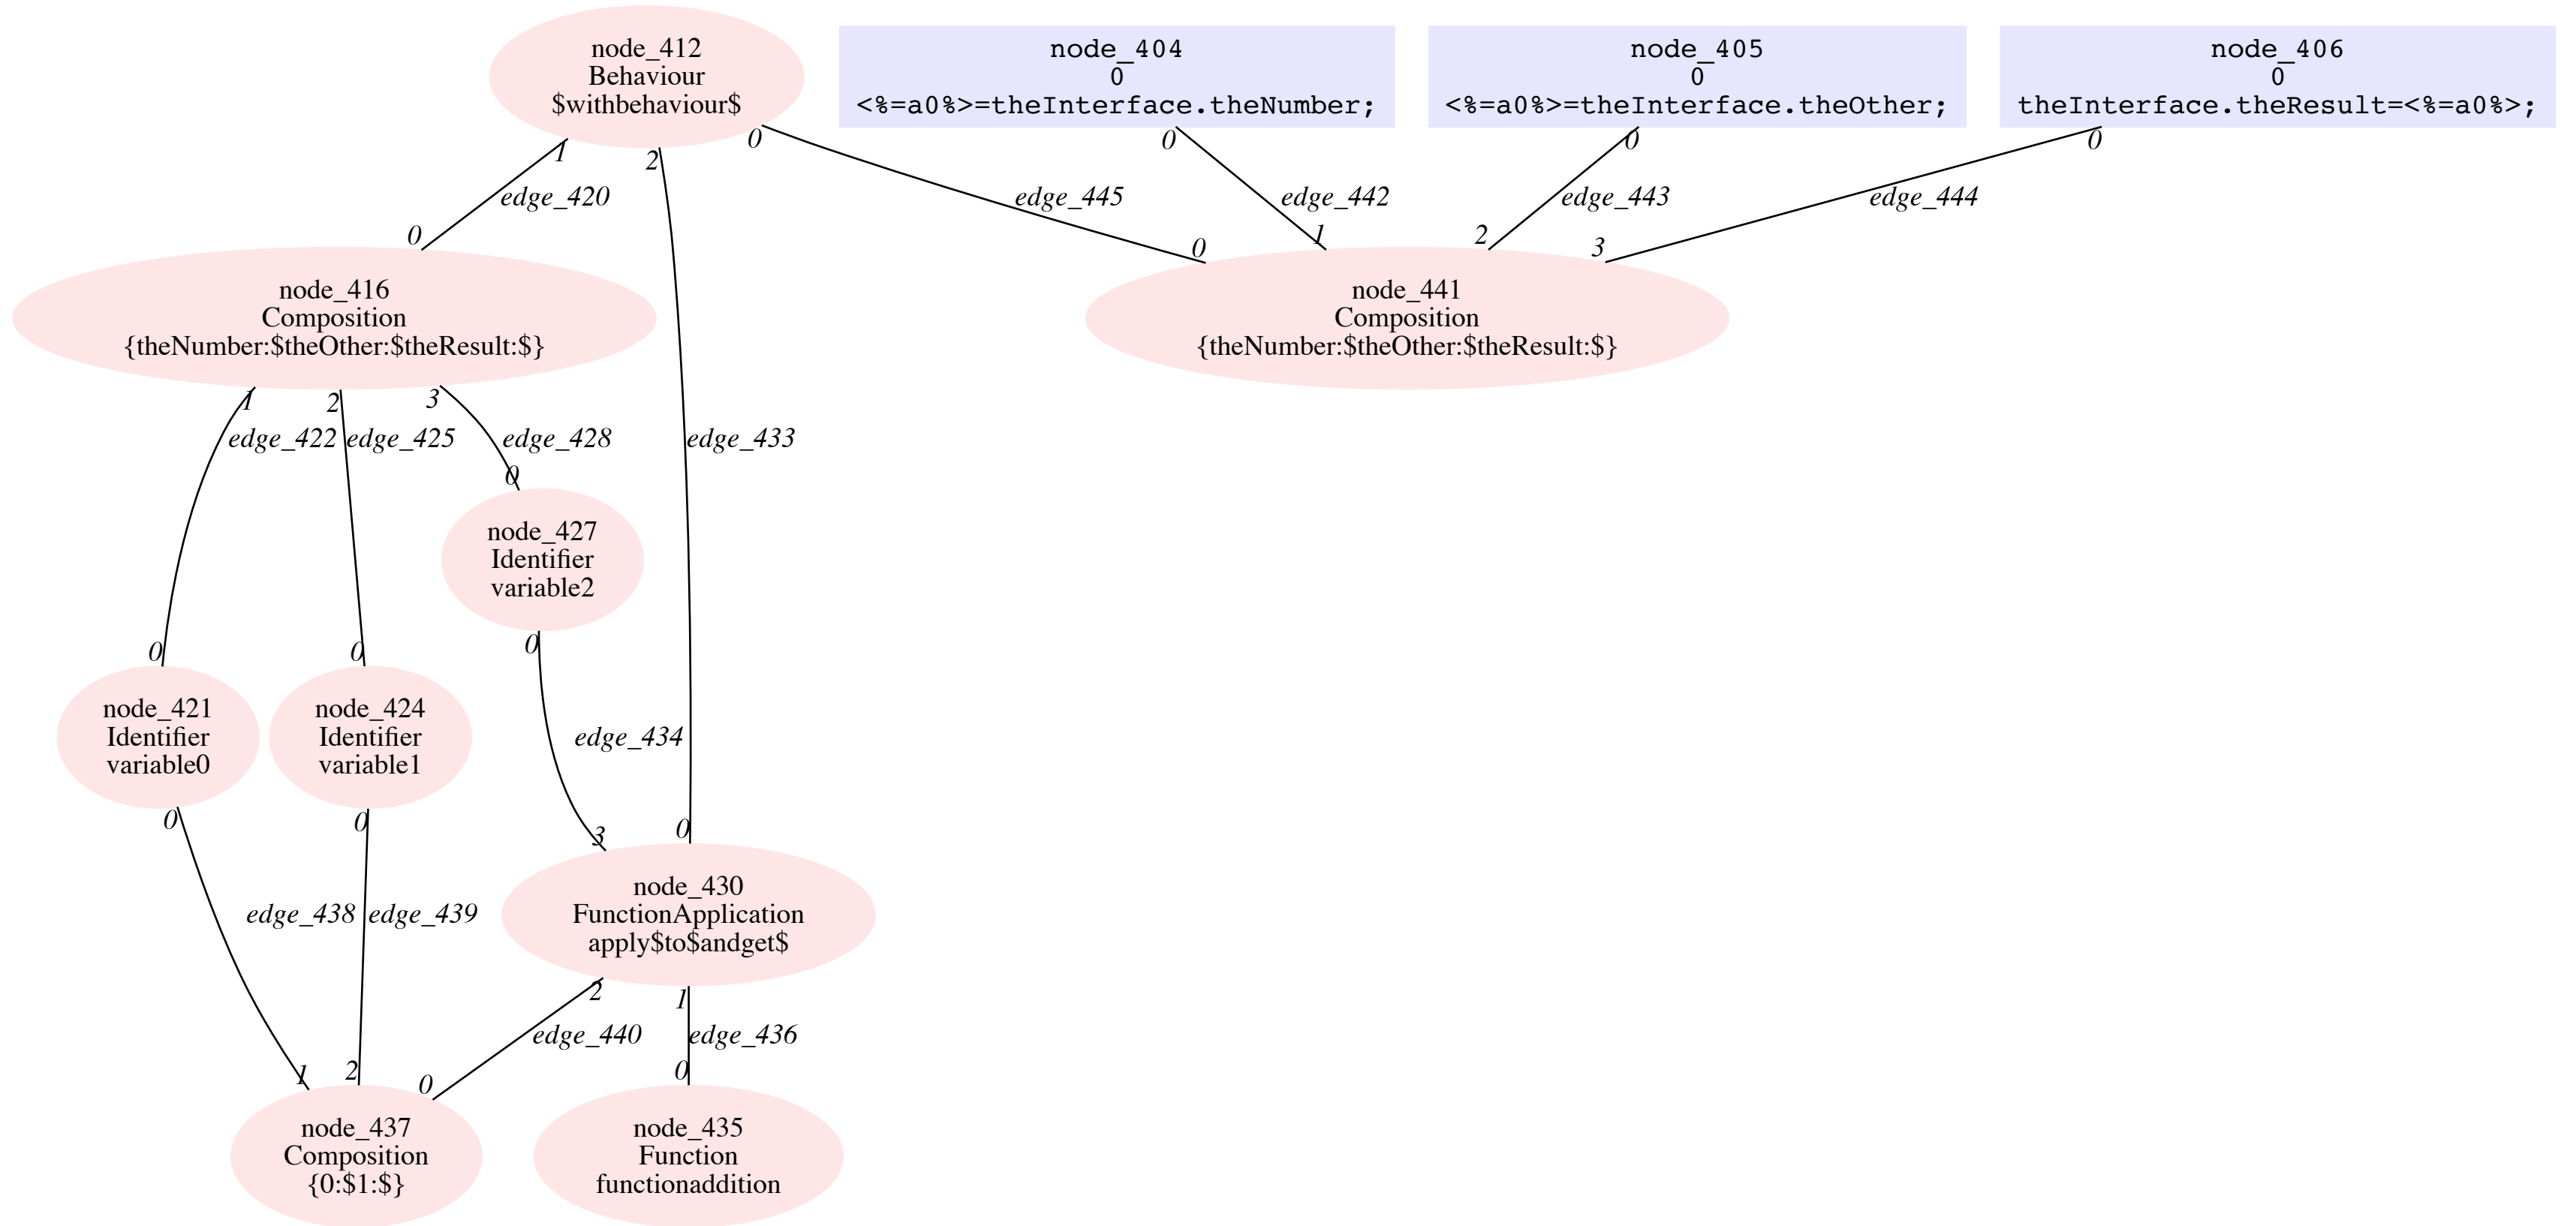 node_412
Behaviour
$withbehaviour$
node_404
0
<%=a0%>=theInterface.theNumber;
node_405
0
<%=a0%>=theInterface.theOther;
node_406
0
theInterface.theResult=<%=a0%>;
1
2
0
0
0
0
edge_420
edge_445
edge_442
edge_443
edge_444
0
0
1
2
3
node_416
Composition
{theNumber:$theOther:$theResult:$}
node_441
Composition
{theNumber:$theOther:$theResult:$}
1
2
3
edge_422
edge_425
edge_428
edge_433
0
node_427
Identifier
variable2
0
0
0
node_421
Identifier
variable0
node_424
Identifier
variable1
edge_434
0
0
3
0
node_430
FunctionApplication
apply$to$andget$
edge_438
edge_439
2
1
edge_440
edge_436
1
2
0
0
node_437
Composition
{0:$1:$}
node_435
Function
functionaddition